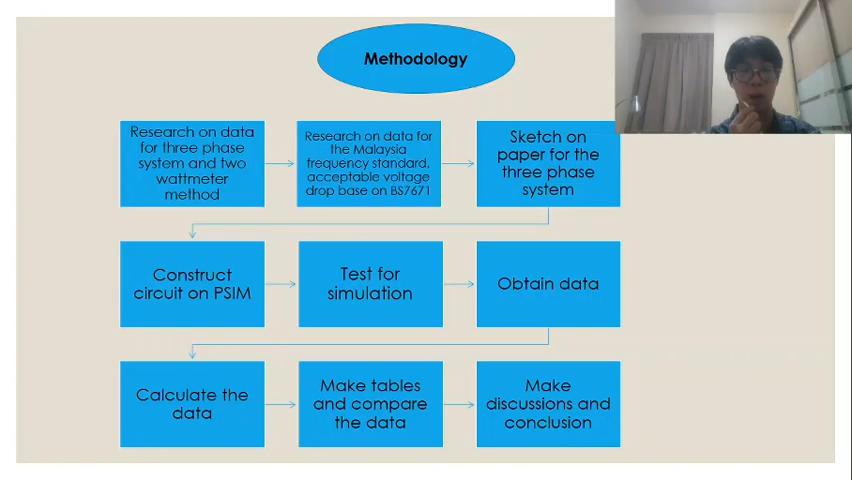 Methodology
Research on data
for three phase
system and two
wattmeter
method
Research on data for
the Malaysia
frequency standard,
acceptable voltage
drop base on BS7671
Sketch on
paper for the
three phase
system
Construct
circuit on PSIM
Test for
simulation
Obtain data
Calculate the
data
Make tables
and compare
the data
Make
discussions and
conclusion